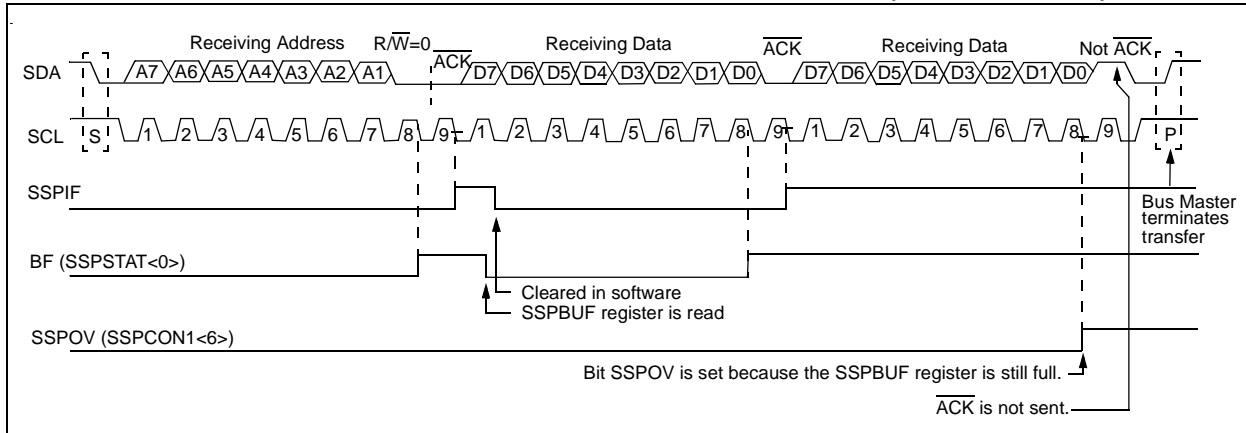 Receiving Address R/W=0 ACK Receiving Data ACK Receiving Data Not ACK
SDA A7 A6 A5 A4 A3 A2 A1 D7 D6 D5 D4 D3 D2 D1 D0 D7 D6 D5 D4 D3 D2 D1 D0
SCL S 1 2 3 4 5 6 7 8 9 1 2 3 4 5 6 7 8 9 1 2 3 4 5 6 7 8 9 P
SSPIF
Bus Master
terminates
transfer
BF (SSPSTAT<0>)
Cleared in software
SSPBUF register is read
SSPOV (SSPCON1<6>)
Bit SSPOV is set because the SSPBUF register is still full.
ACK is not sent.